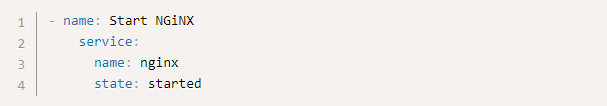 1 - name: Start NGiNX
2     service:
3       name: nginx
4       state: started